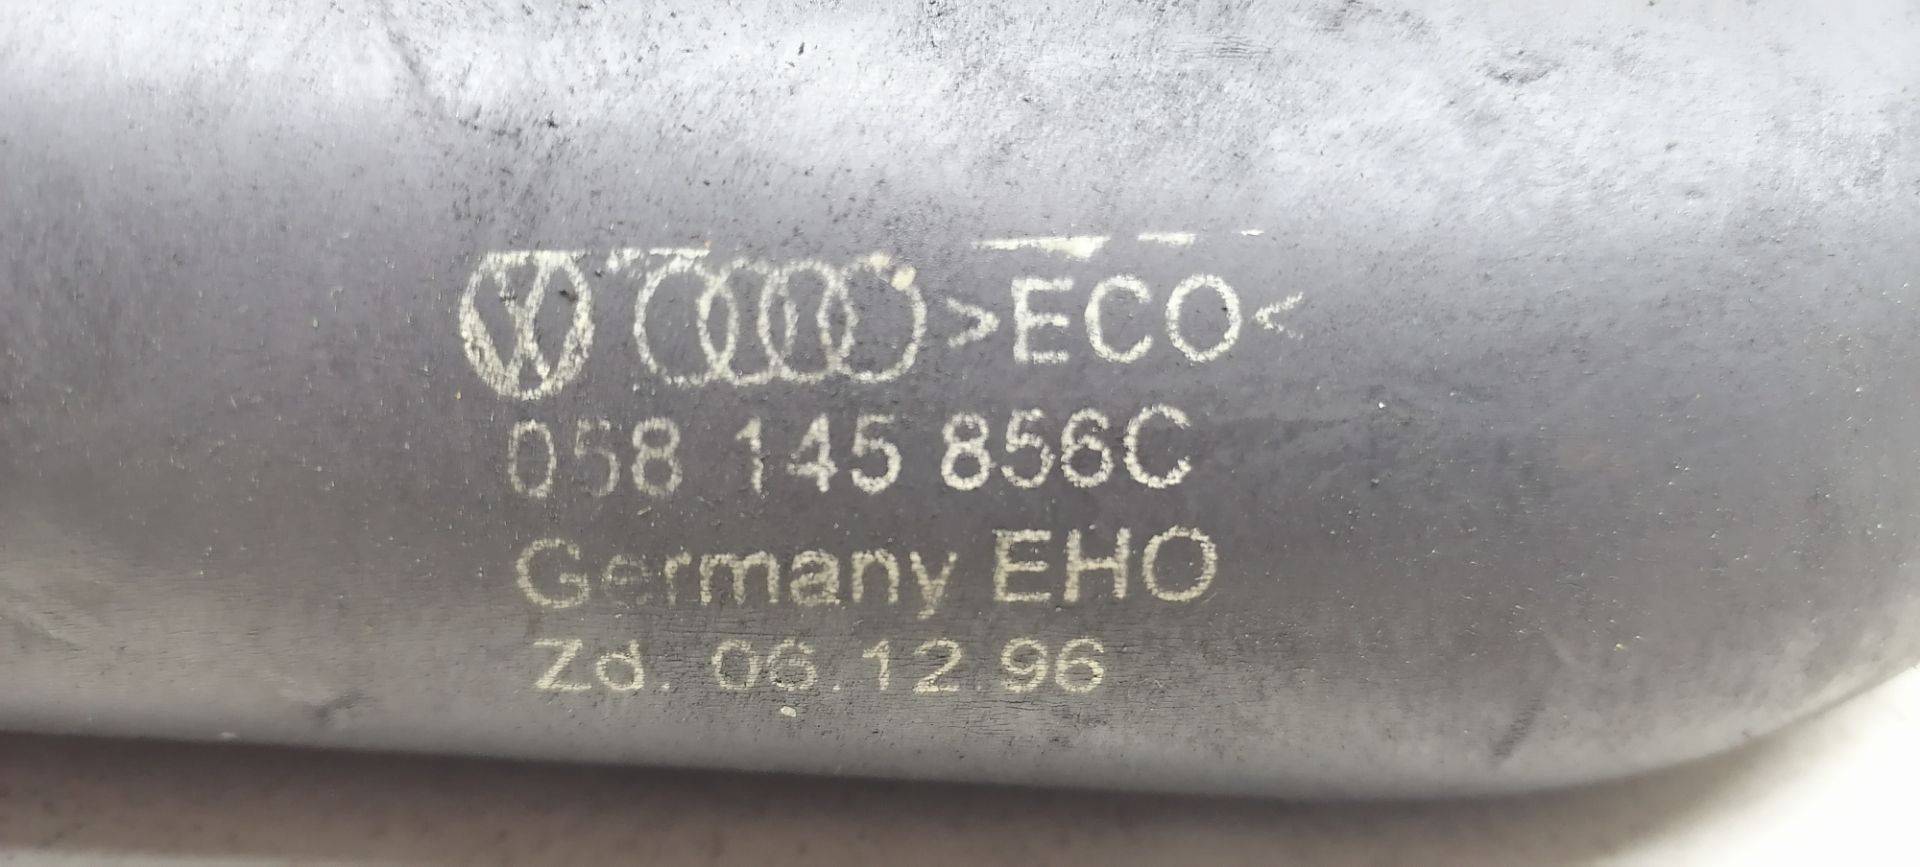 >ECO<
058 145 856C
Germany EHO
Zd. 06.12.96